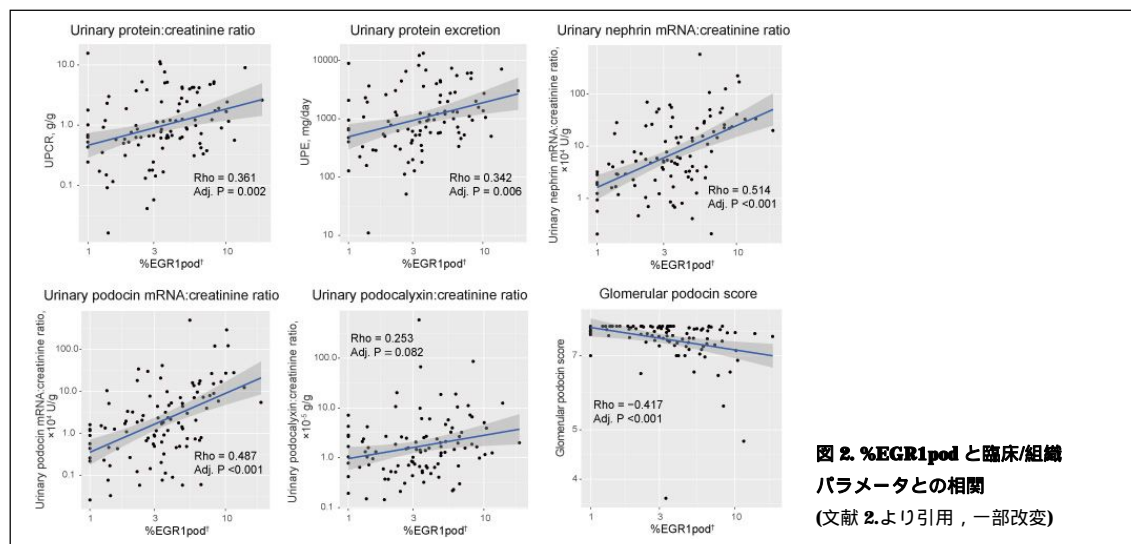 Urinary protein:creatinine ratio
UPCR, g/g
10.0
1.0
0.1
Rho = 0.361
Adj. P = 0.002
1
3
10
%EGR1pod†
Urinary protein excretion
UPE, mg/day
10000
1000
100
10
Rho = 0.342
Adj. P = 0.006
1
3
10
%EGR1pod†
Urinary nephrin mRNA:creatinine ratio
Urinary nephrin mRNA:creatinine ratio,
×10⁴ U/g
100
10
1
Rho = 0.514
Adj. P <0.001
1
3
10
%EGR1pod†
Urinary podocin mRNA:creatinine ratio
Urinary podocin mRNA:creatinine ratio,
×10⁴ U/g
100.0
10.0
1.0
0.1
Rho = 0.487
Adj. P <0.001
1
3
10
%EGR1pod†
Urinary podocalyxin:creatinine ratio
Urinary podocalyxin:creatinine ratio,
×10⁻⁵ g/g
100.0
10.0
1.0
0.1
Rho = 0.253
Adj. P = 0.082
1
3
10
%EGR1pod†
Glomerular podocin score
Glomerular podocin score
7
5
4
Rho = −0.417
Adj. P <0.001
1
3
10
%EGR1pod†
図 2. %EGR1pod と臨床/組織
パラメータとの相関
(文献 2.より引用，一部改変)